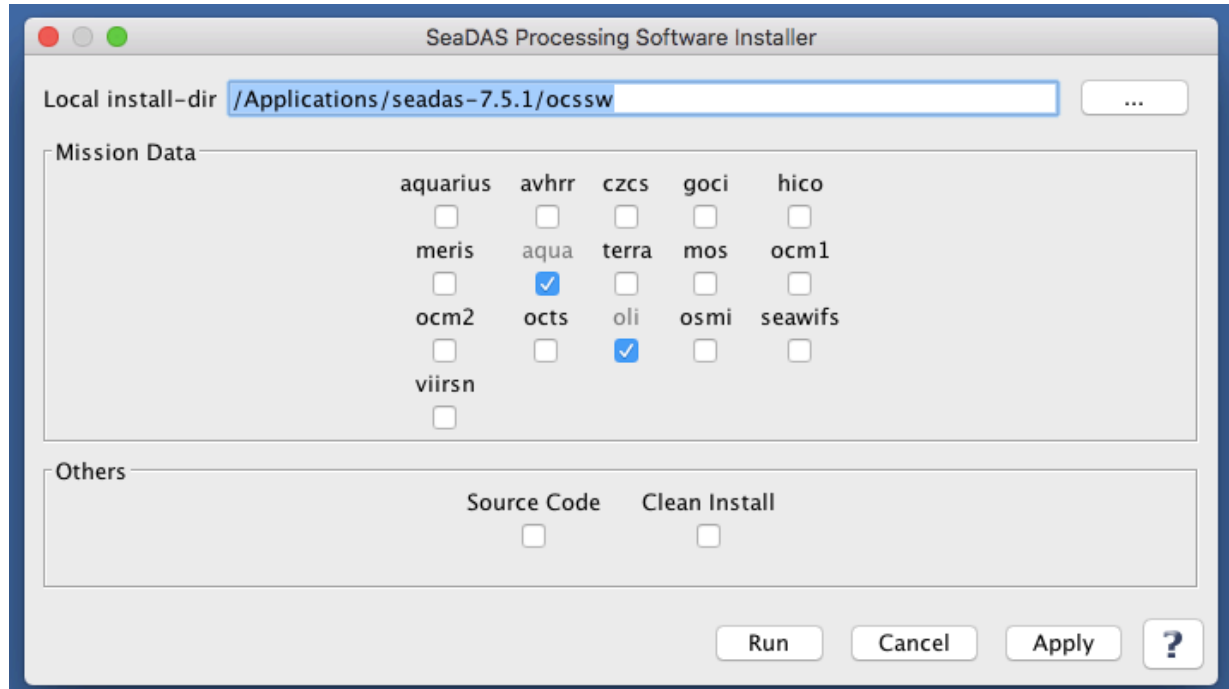 SeaDAS Processing Software Installer
Local install-dir /Applications/seadas-7.5.1/ocssw ...
Mission Data
aquarius avhrr czcs goci hico
meris aqua terra mos ocm1
ocm2 octs oli osmi seawifs
viirsn
Others
Source Code Clean Install
Run Cancel Apply ?